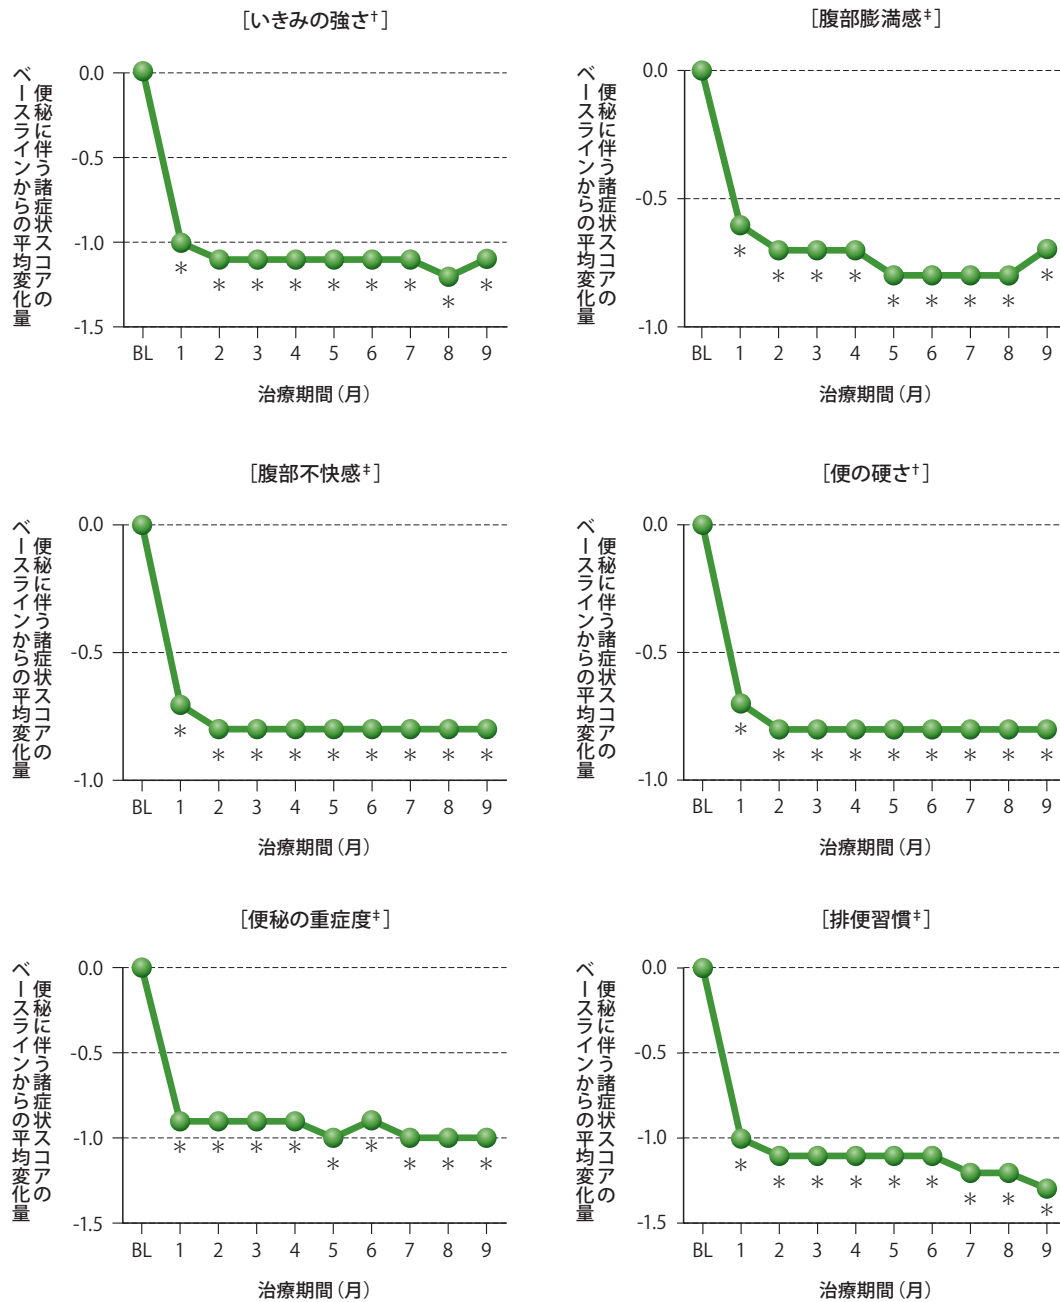 ［いきみの強さ†］
便秘に伴う諸症状スコアの
ベースラインからの平均変化量
0.0
-0.5
-1.0
-1.5
＊ ＊ ＊ ＊ ＊ ＊ ＊ ＊ ＊
BL 1 2 3 4 5 6 7 8 9
治療期間（月）
［腹部膨満感‡］
便秘に伴う諸症状スコアの
ベースラインからの平均変化量
0.0
-0.5
-1.0
＊ ＊ ＊ ＊ ＊ ＊ ＊ ＊ ＊
BL 1 2 3 4 5 6 7 8 9
治療期間（月）
［腹部不快感‡］
便秘に伴う諸症状スコアの
ベースラインからの平均変化量
0.0
-0.5
-1.0
＊ ＊ ＊ ＊ ＊ ＊ ＊ ＊ ＊
BL 1 2 3 4 5 6 7 8 9
治療期間（月）
［便の硬さ†］
便秘に伴う諸症状スコアの
ベースラインからの平均変化量
0.0
-0.5
-1.0
＊ ＊ ＊ ＊ ＊ ＊ ＊ ＊ ＊
BL 1 2 3 4 5 6 7 8 9
治療期間（月）
［便秘の重症度‡］
便秘に伴う諸症状スコアの
ベースラインからの平均変化量
0.0
-0.5
-1.0
-1.5
＊ ＊ ＊ ＊ ＊ ＊ ＊ ＊ ＊
BL 1 2 3 4 5 6 7 8 9
治療期間（月）
［排便習慣‡］
便秘に伴う諸症状スコアの
ベースラインからの平均変化量
0.0
-0.5
-1.0
-1.5
＊ ＊ ＊ ＊ ＊ ＊ ＊ ＊ ＊
BL 1 2 3 4 5 6 7 8 9
治療期間（月）